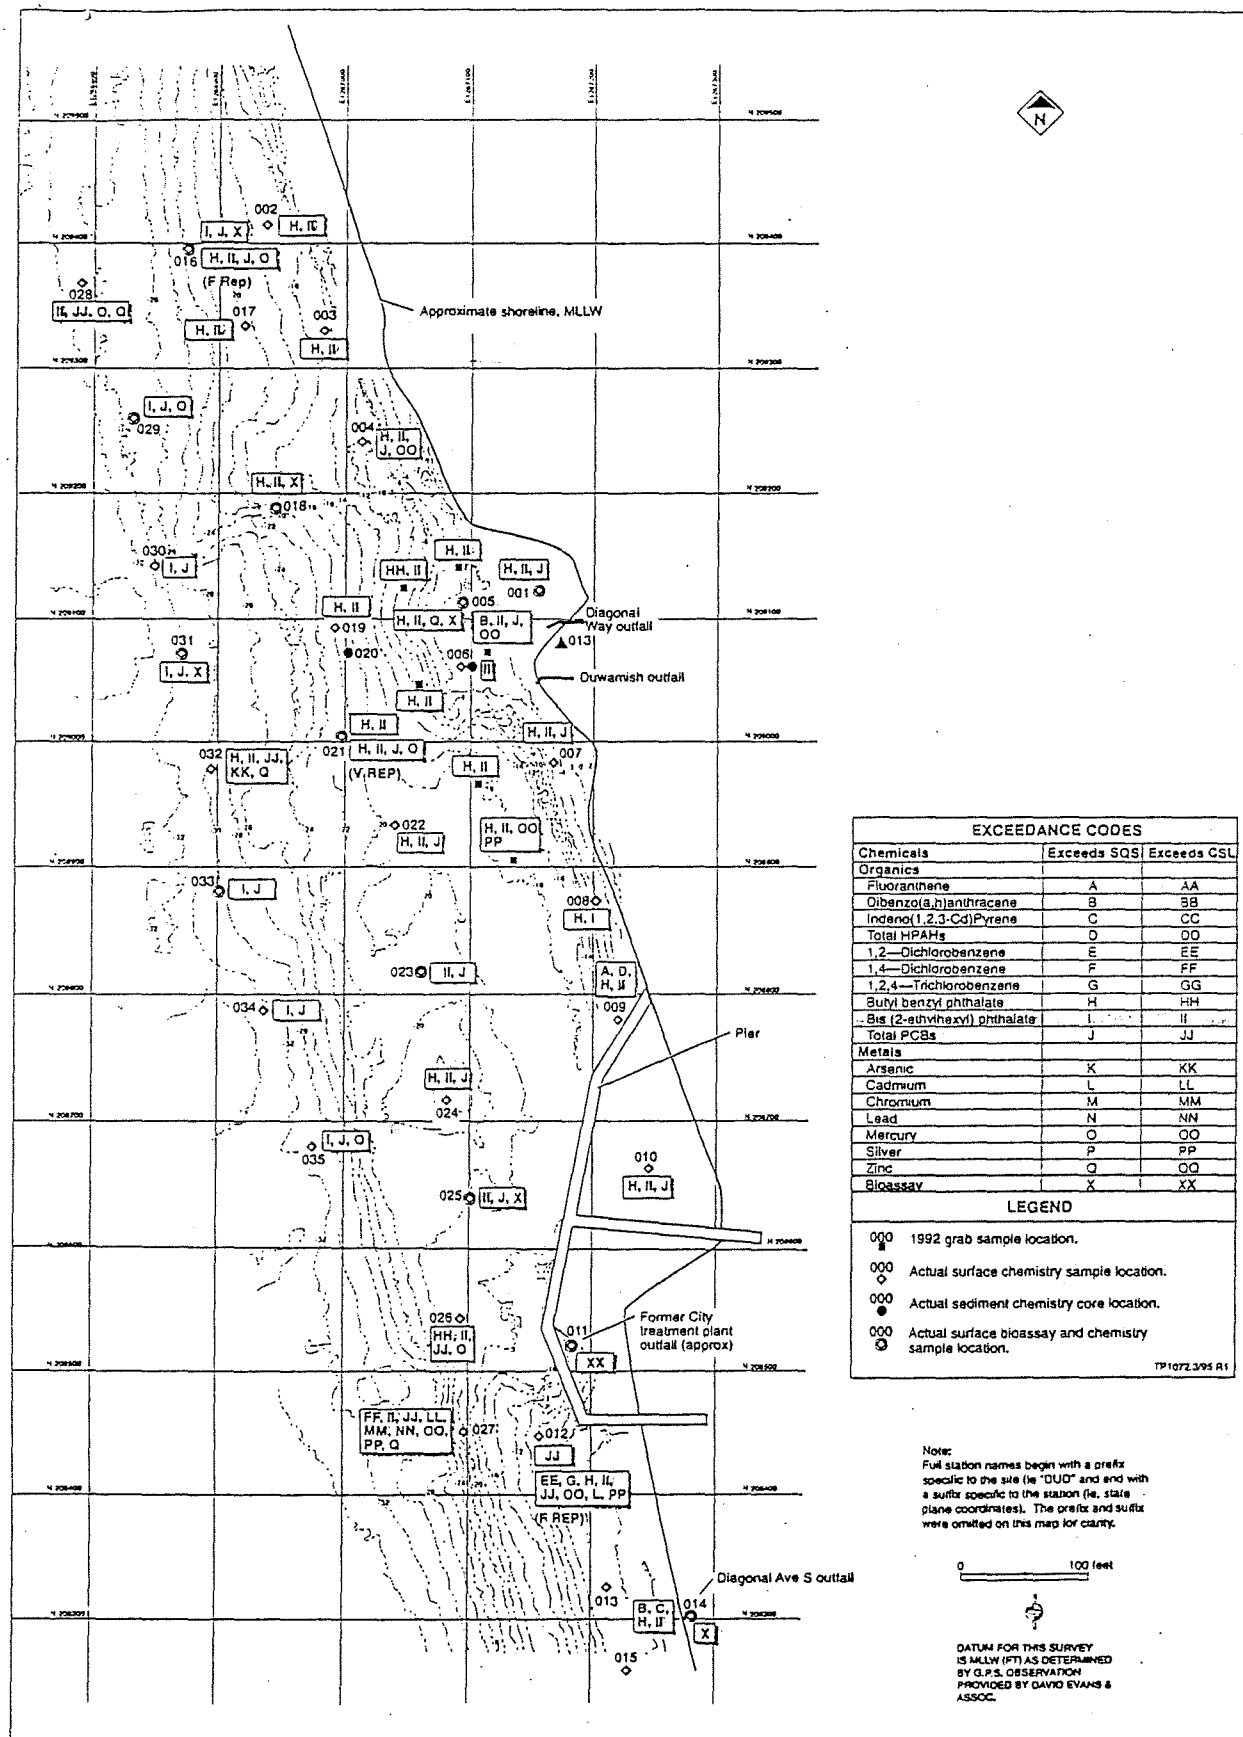 N
002
H, II
I, J, X
016
H, II, J, O
(F Rep)
028
II, JJ, O, Q
017
H, II
003
H, II
Approximate shoreline, MLLW
I, J, O
029
004
H, II,
J, OO
H, II, X
018
030
I, J
H, II
HH, II
H, II, J
001
005
H, II
019
H, II, Q, X
B, II, J,
OO
Diagonal
Way outfall
013
031
I, J, X
020
006
II
Duwamish outfall
H, II
H, II
021
H, II, J, O
(V REP)
H, II, J
007
032
H, II, JJ,
KK, Q
H, II
022
H, II, J
H, II, OO
PP
033
I, J
008
H, I
023
II, J
A, D,
H, II
009
034
I, J
Pier
H, II, J
024
035
I, J, O
010
H, II, J
025
II, J, X
026
HH, II,
JJ, O
Former City
treatment plant
outfall (approx)
011
XX
FF, II, JJ, LL,
MM, NN, OO,
PP, Q
027
012
JJ
EE, G, H, II,
JJ, OO, L, PP
(F REP)
Diagonal Ave S outfall
013
B, C,
H, II
014
X
015
EXCEEDANCE CODES
Chemicals Exceeds SQS Exceeds CSL
Organics
Fluoranthene A AA
Dibenzo(a,h)anthracene B BB
Indeno(1,2,3-Cd)Pyrene C CC
Total HPAHs D DD
1,2—Dichlorobenzene E EE
1,4—Dichlorobenzene F FF
1,2,4—Trichlorobenzene G GG
Butyl benzyl phthalate H HH
Bis (2-ethylhexyl) phthalate I II
Total PCBs J JJ
Metals
Arsenic K KK
Cadmium L LL
Chromium M MM
Lead N NN
Mercury O OO
Silver P PP
Zinc Q QQ
Bioassay X XX
LEGEND
000 1992 grab sample location.
000 Actual surface chemistry sample location.
000 Actual sediment chemistry core location.
000 Actual surface bioassay and chemistry
sample location.
TP1072.3/95 R1
Note:
Full station names begin with a prefix
specific to the site (ie "DUD" and end with
a suffix specific to the station (ie, state
plane coordinates). The prefix and suffix
were omitted on this map for clarity.
0 100 feet
DATUM FOR THIS SURVEY
IS MLLW (FT) AS DETERMINED
BY G.P.S. OBSERVATION
PROVIDED BY DAVID EVANS &
ASSOC.